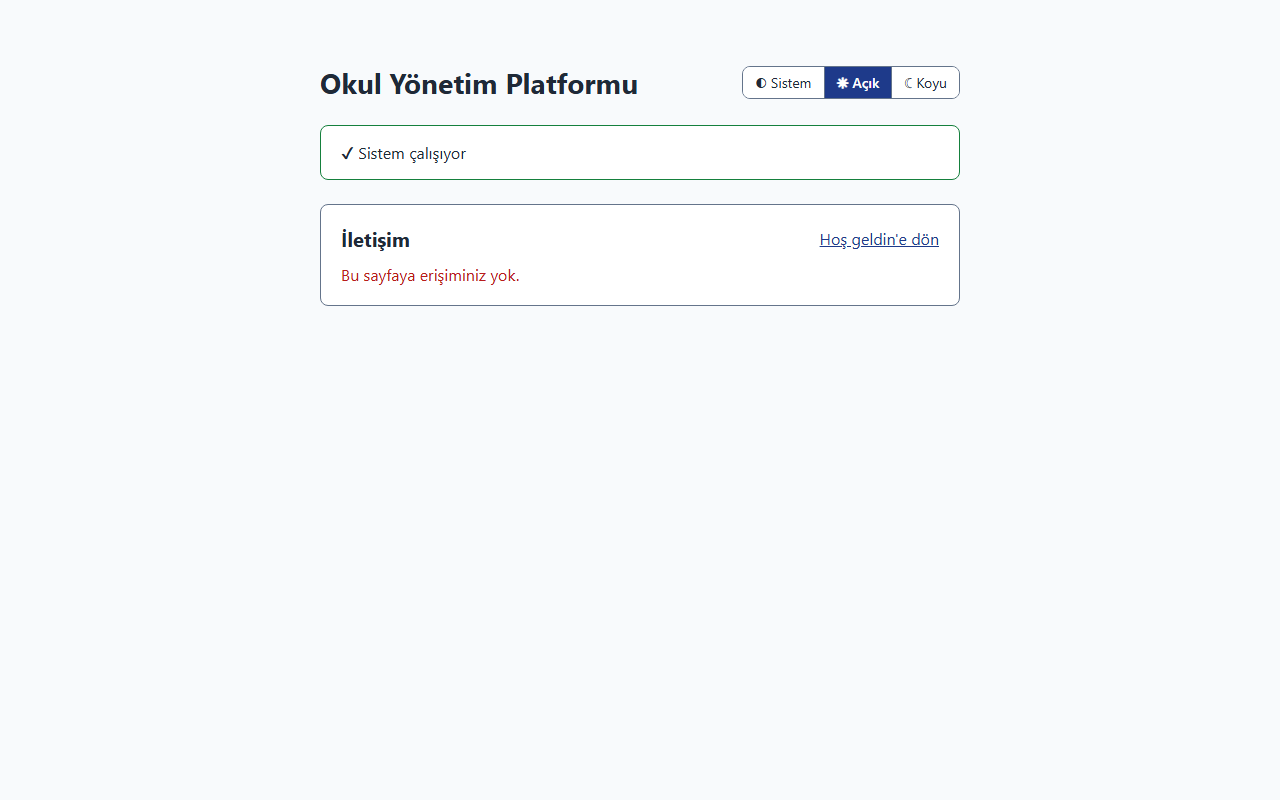 Okul Yönetim Platformu
◐ Sistem ☀ Açık ☾ Koyu
✓ Sistem çalışıyor
İletişim
Hoş geldin'e dön
Bu sayfaya erişiminiz yok.